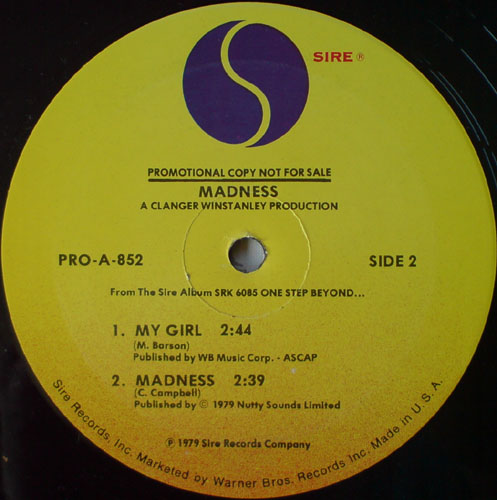 SIRE ®
PROMOTIONAL COPY NOT FOR SALE
MADNESS
A CLANGER WINSTANLEY PRODUCTION
PRO-A-852
SIDE 2
From The Sire Album SRK 6085 ONE STEP BEYOND...
1. MY GIRL 2:44
(M. Barson)
Published by WB Music Corp. - ASCAP
2. MADNESS 2:39
(C. Campbell)
Published by © 1979 Nutty Sounds Limited
℗ 1979 Sire Records Company
Sire Records, Inc. Marketed by Warner Bros. Records Inc. Made in U.S.A.